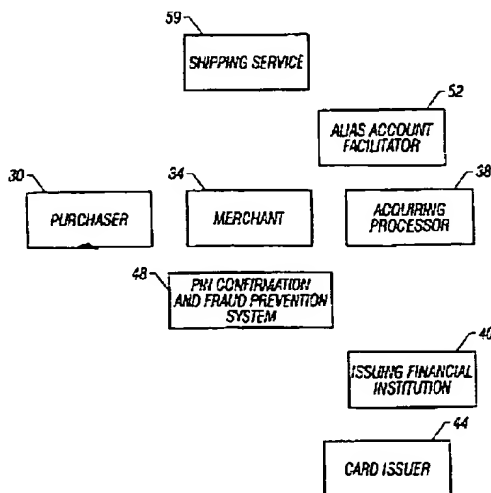 59
SHIPPING SERVICE
52
ALIAS ACCOUNT
FACILITATOR
30
34
38
PURCHASER
MERCHANT
ACQUIRING
PROCESSOR
48
PIN CONFIRMATION
AND FRAUD PREVENTION
SYSTEM
40
ISSUING FINANCIAL
INSTITUTION
44
CARD ISSUER